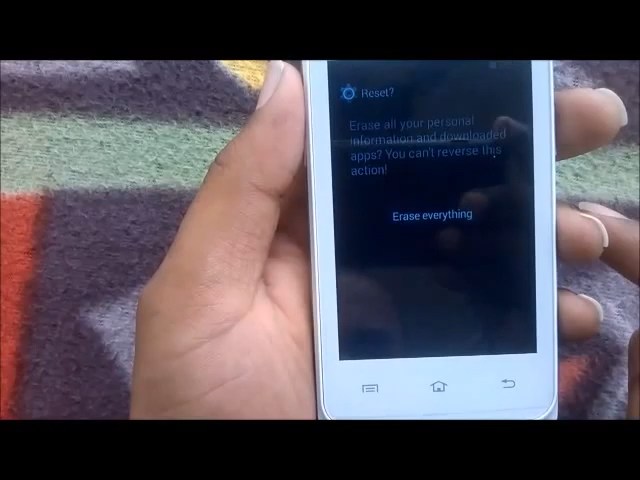 Reset?
Erase all your personal
information and downloaded
apps? You can't reverse this
action!
Erase everything